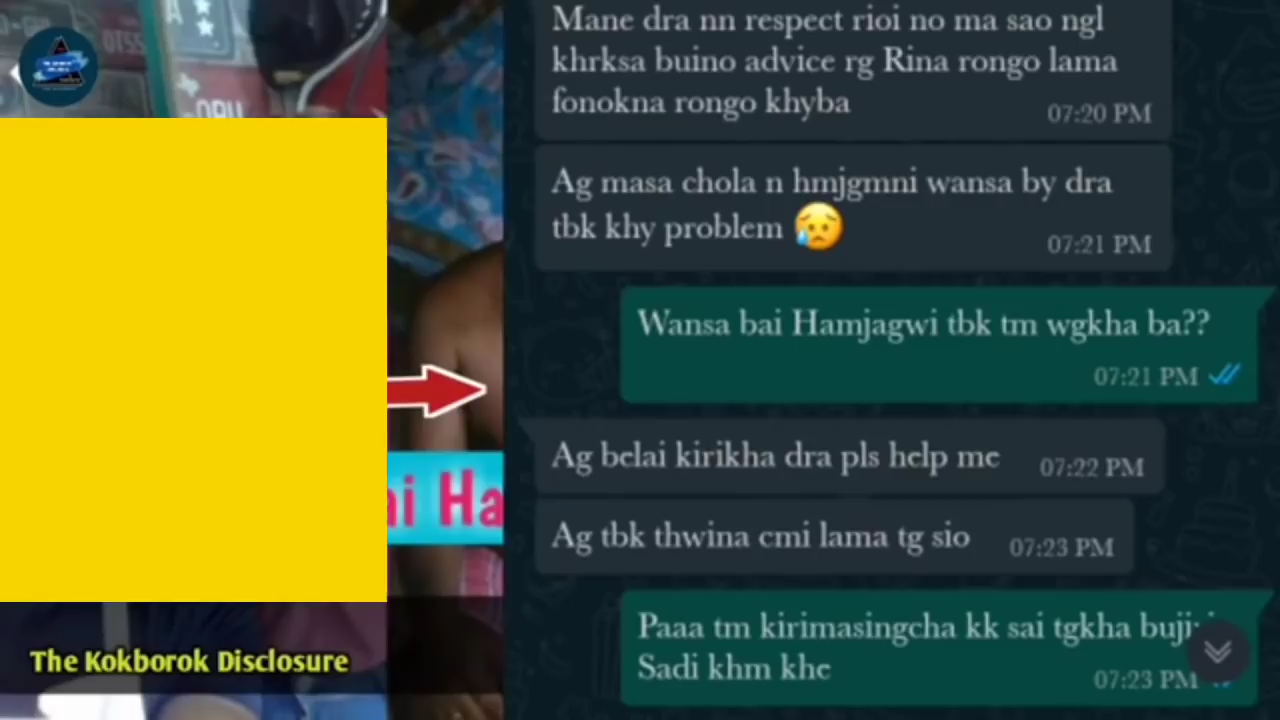 Mane dra nn respect rioi no ma sao ngl
khrksa buino advice rg Rina rongo lama
fonokna rongo khyba
07:20 PM
Ag masa chola n hmjgmni wansa by dra
tbk khy problem 😥
07:21 PM
Wansa bai Hamjagwi tbk tm wgkha ba??
07:21 PM
Ag belai kirikha dra pls help me
07:22 PM
Ag tbk thwina cmi lama tg sio
07:23 PM
Paaa tm kirimasingcha kk sai tgkha
Sadi khm khe
07:23 PM
ai Ha
The Kokborok Disclosure